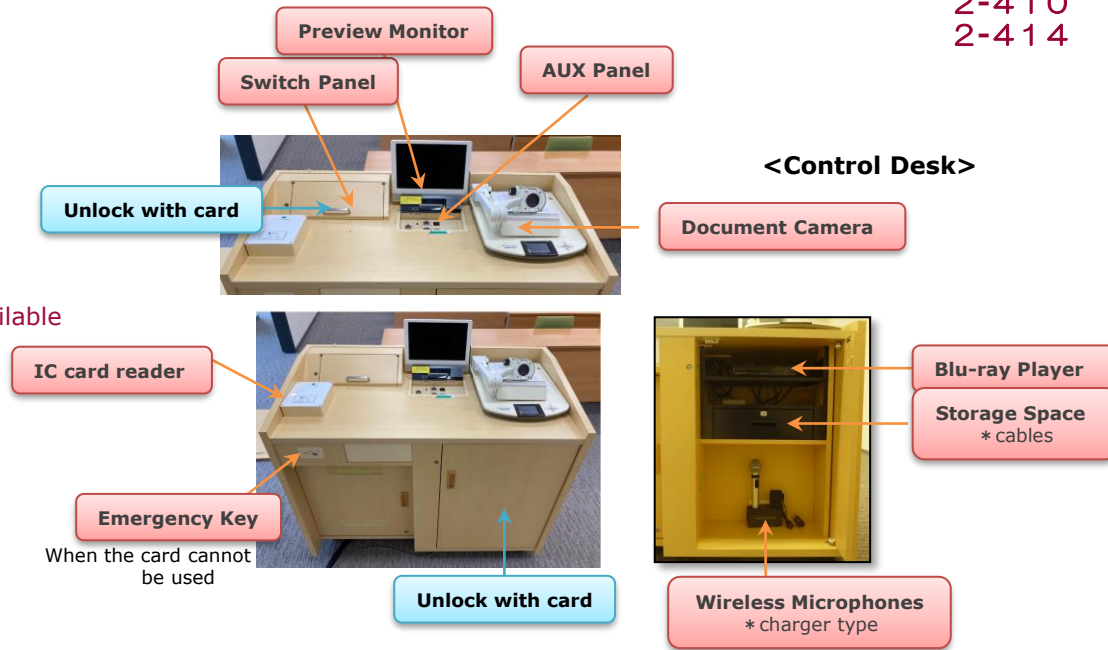 2-410
2-414
Preview Monitor
AUX Panel
Switch Panel
<Control Desk>
Unlock with card
Document Camera
ilable
IC card reader
Blu-ray Player
Storage Space
*cables
Emergency Key
When the card cannot
be used
Unlock with card
Wireless Microphones
*charger type